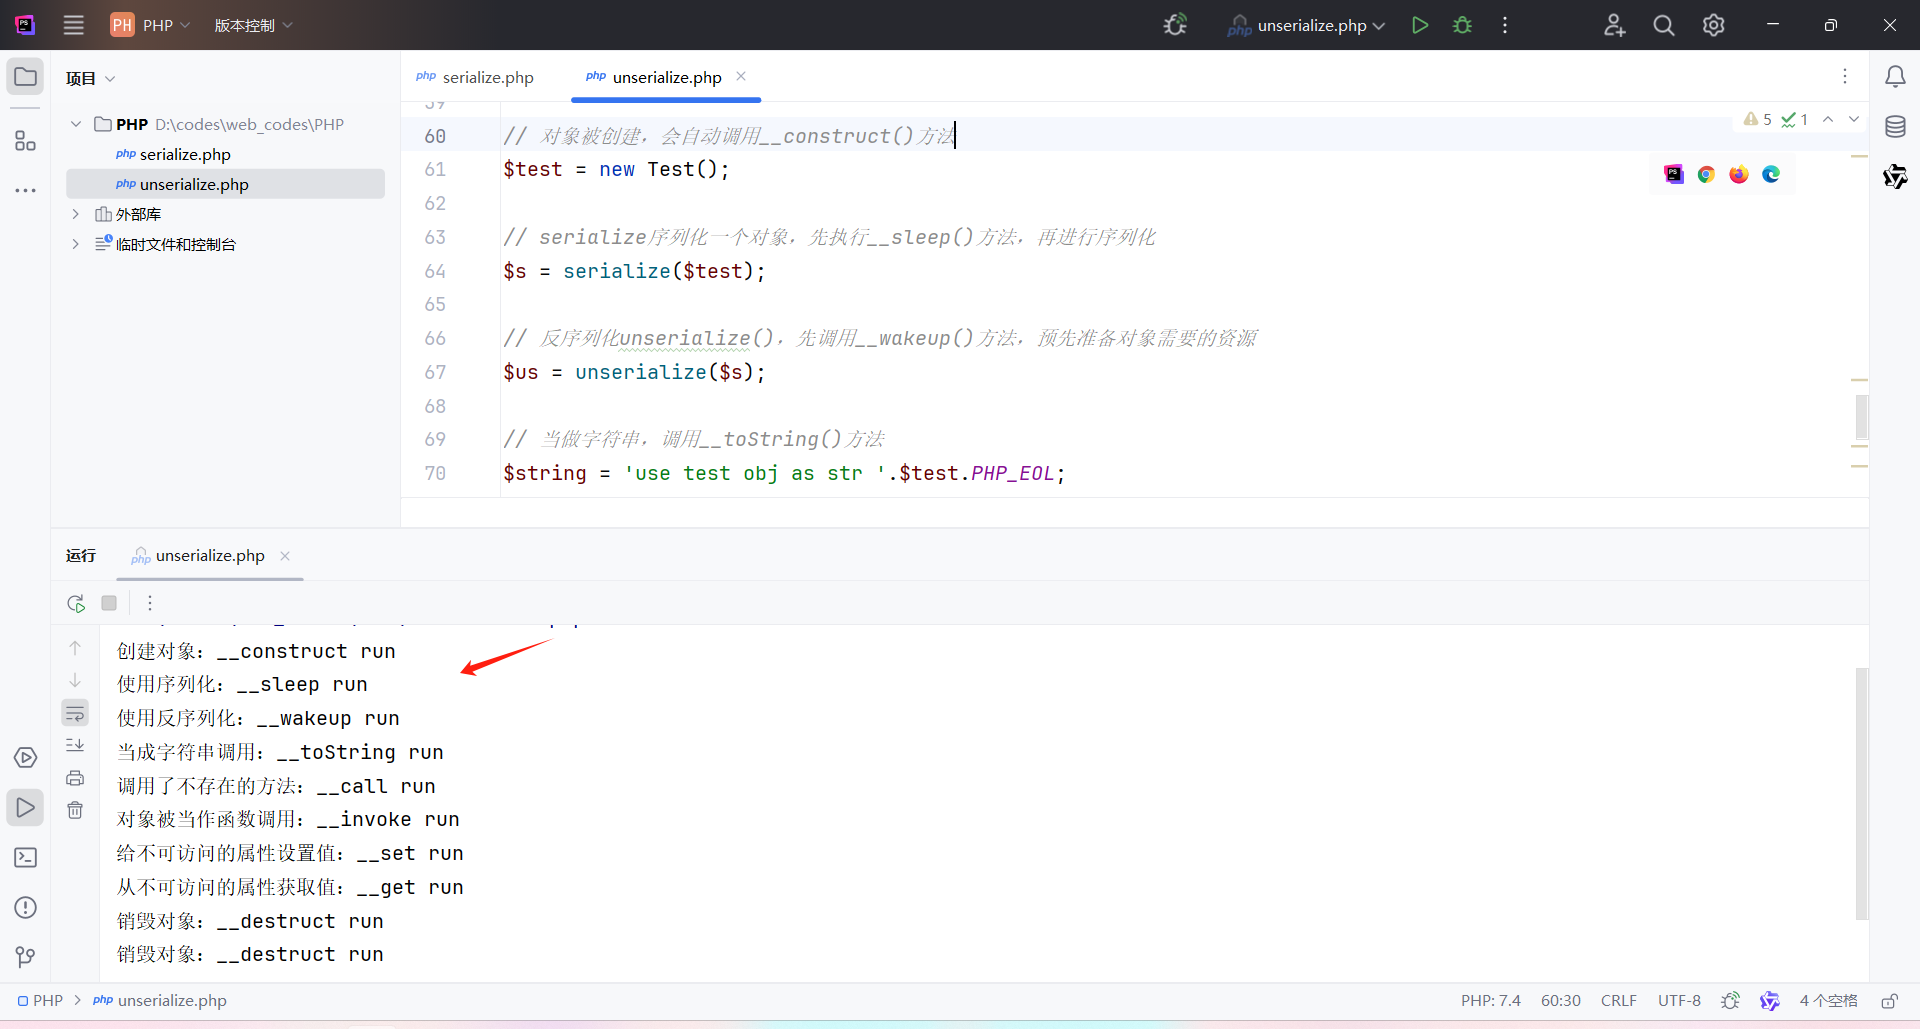 PS PH PHP 版本控制 php unserialize.php
项目
PHP D:\codes\web_codes\PHP
php serialize.php
php unserialize.php
外部库
临时文件和控制台
php serialize.php php unserialize.php
59
60 // 对象被创建，会自动调用__construct()方法
5 1
61 $test = new Test();
62
63 // serialize序列化一个对象，先执行__sleep()方法，再进行序列化
64 $s = serialize($test);
65
66 // 反序列化unserialize()，先调用__wakeup()方法，预先准备对象需要的资源
67 $us = unserialize($s);
68
69 // 当做字符串，调用__toString()方法
70 $string = 'use test obj as str '.$test.PHP_EOL;
运行 php unserialize.php
创建对象：__construct run
使用序列化：__sleep run
使用反序列化：__wakeup run
当成字符串调用：__toString run
调用了不存在的方法：__call run
对象被当作函数调用：__invoke run
给不可访问的属性设置值：__set run
从不可访问的属性获取值：__get run
销毁对象：__destruct run
销毁对象：__destruct run
PHP php unserialize.php PHP: 7.4 60:30 CRLF UTF-8 4 个空格